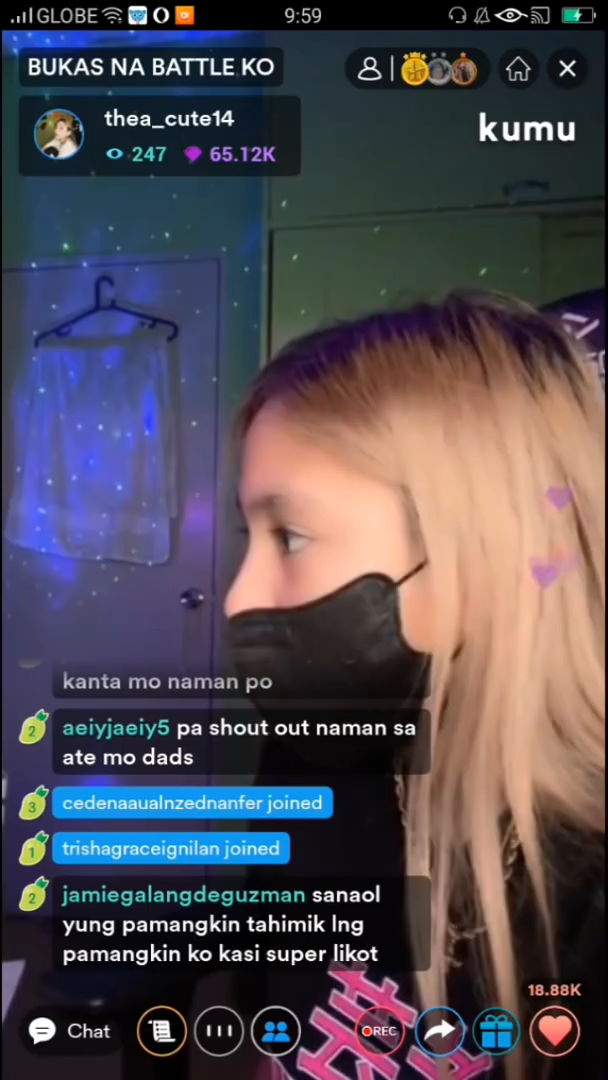 GLOBE 9:59
BUKAS NA BATTLE KO
thea_cute14
247 65.12K
kumu
kanta mo naman po
2 aeiyjaeiy5 pa shout out naman sa
ate mo dads
3 cedenaaualnzednanfer joined
1 trishagraceignilan joined
2 jamiegalangdeguzman sanaol
yung pamangkin tahimik lng
pamangkin ko kasi super likot
18.88K
Chat
REC